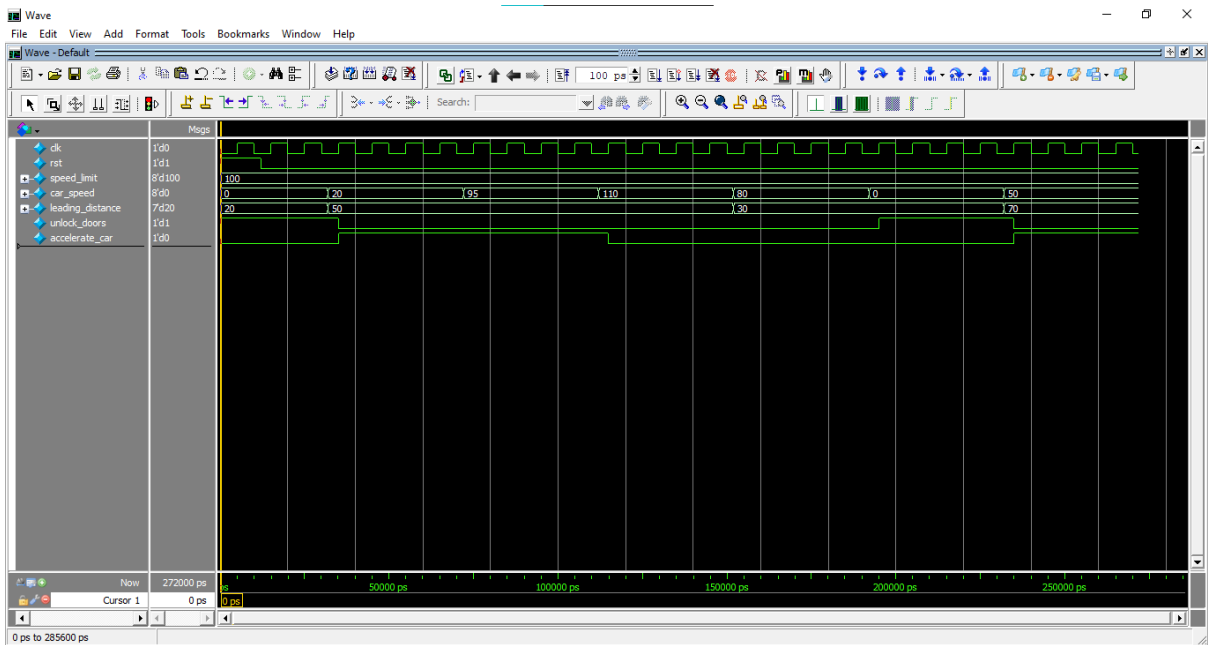 Wave
File Edit View Add Format Tools Bookmarks Window Help
Wave - Default
100 ps
Search:
Msgs
clk 1'd0
rst 1'd1
speed_limit 8'd100 100
car_speed 8'd0 0 20 95 110 80 0 50
leading_distance 7'd20 20 50 30 70
unlock_doors 1'd1
accelerate_car 1'd0
Now 272000 ps ps 50000 ps 100000 ps 150000 ps 200000 ps 250000 ps
Cursor 1 0 ps 0 ps
0 ps to 285600 ps